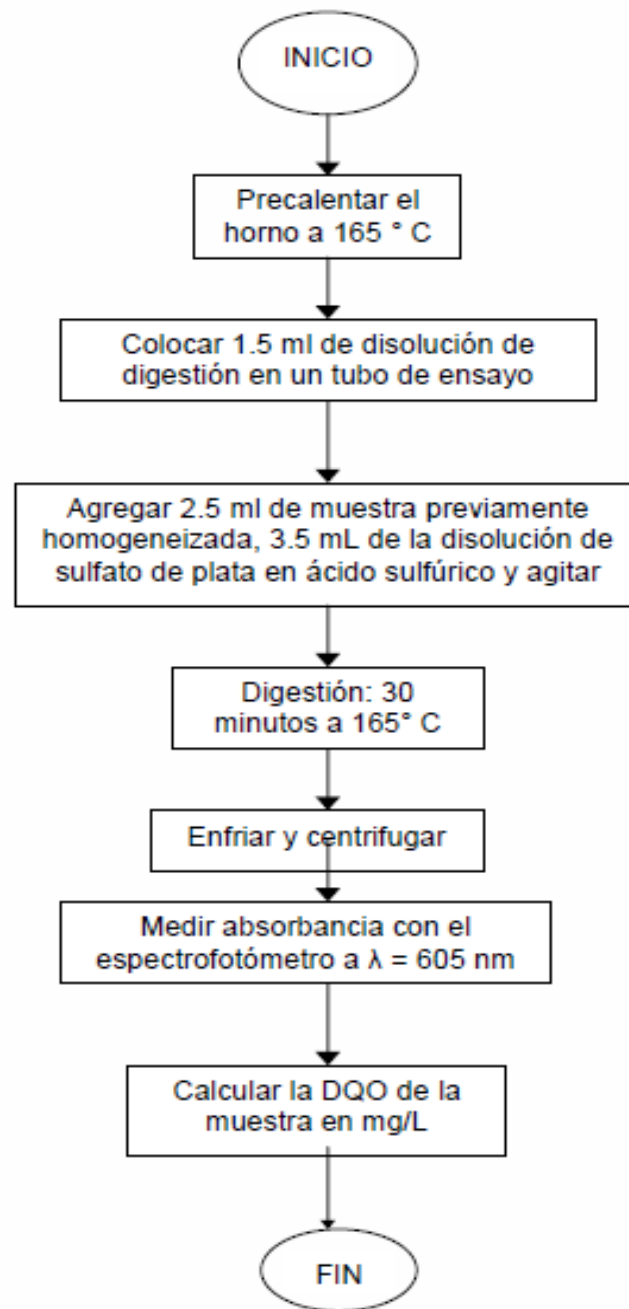 INICIO
Precalentar el
horno a 165 ° C
Colocar 1.5 ml de disolución de
digestión en un tubo de ensayo
Agregar 2.5 ml de muestra previamente
homogeneizada, 3.5 mL de la disolución de
sulfato de plata en ácido sulfúrico y agitar
Digestión: 30
minutos a 165° C
Enfriar y centrifugar
Medir absorbancia con el
espectrofotómetro a λ = 605 nm
Calcular la DQO de la
muestra en mg/L
FIN